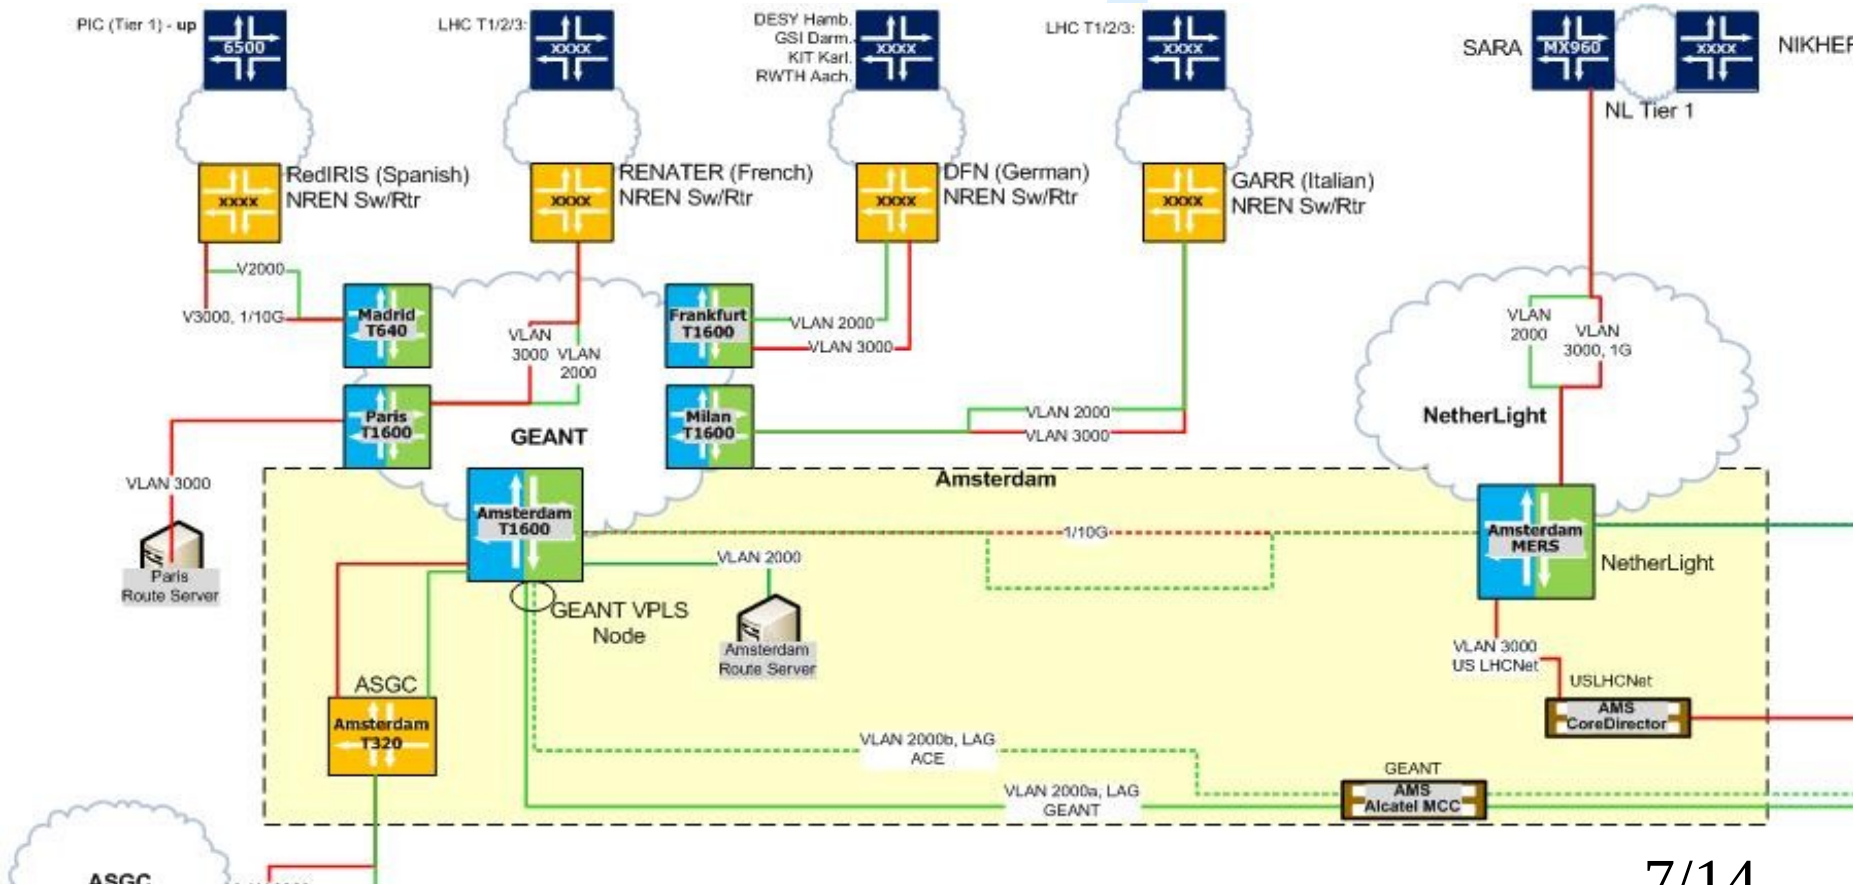 PIC (Tier 1) - up
6500
LHC T1/2/3:
xxxx
DESY Hamb.
GSI Darm.
KIT Karl.
RWTH Aach.
xxxx
LHC T1/2/3:
xxxx
SARA
MX960
xxxx
NIKHEF
NL Tier 1
xxxx
RedIRIS (Spanish)
NREN Sw/Rtr
xxxx
RENATER (French)
NREN Sw/Rtr
xxxx
DFN (German)
NREN Sw/Rtr
xxxx
GARR (Italian)
NREN Sw/Rtr
V2000
V3000, 1/10G
Madrid
T640
VLAN
3000
VLAN
2000
Frankfurt
T1600
VLAN 2000
VLAN 3000
VLAN
2000
VLAN
3000, 1G
Paris
T1600
GEANT
Milan
T1600
VLAN 2000
VLAN 3000
NetherLight
VLAN 3000
Amsterdam
Amsterdam
T1600
1/10G
Amsterdam
MERS
NetherLight
Paris
Route Server
VLAN 2000
GEANT VPLS
Node
Amsterdam
Route Server
VLAN 3000
US LHCNet
USLHCNet
AMS
CoreDirector
ASGC
Amsterdam
T320
VLAN 2000b, LAG
ACE
GEANT
AMS
Alcatel MCC
VLAN 2000a, LAG
GEANT
ASGC
7/14